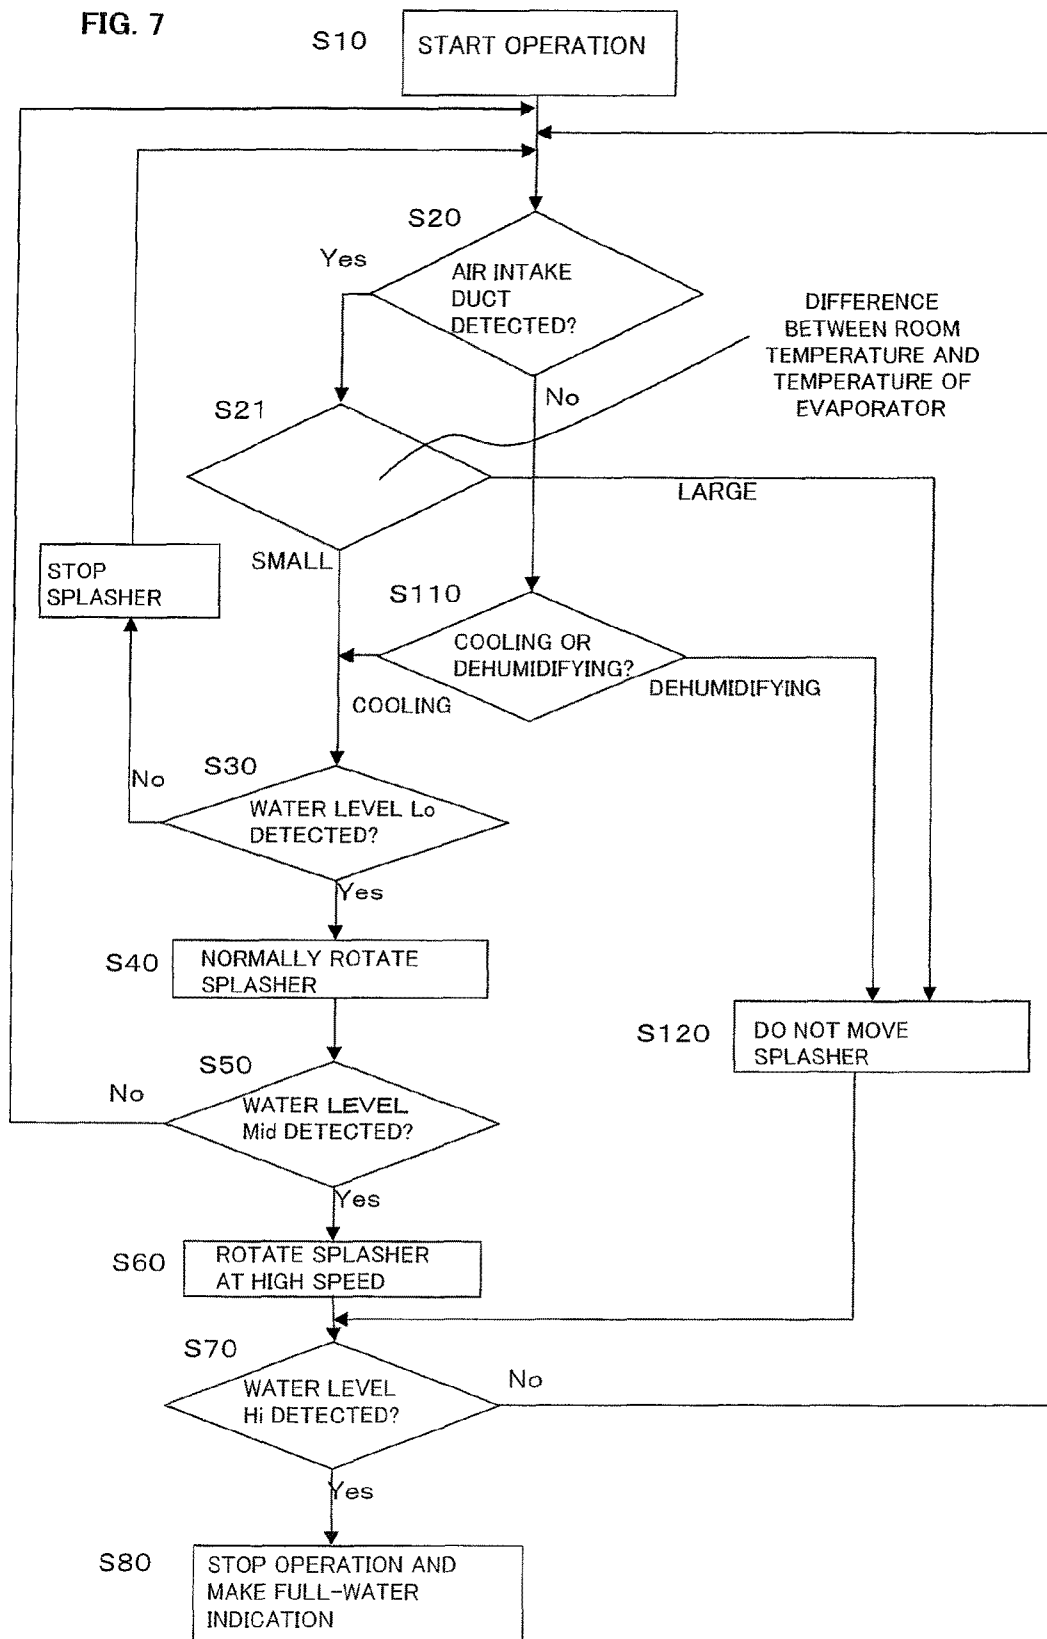 FIG. 7
S10
START OPERATION
S20
Yes
AIR INTAKE
DUCT
DETECTED?
No
DIFFERENCE
BETWEEN ROOM
TEMPERATURE AND
TEMPERATURE OF
EVAPORATOR
S21
LARGE
SMALL
STOP
SPLASHER
S110
COOLING OR
DEHUMIDIFYING?
DEHUMIDIFYING
COOLING
S30
No
WATER LEVEL Lo
DETECTED?
Yes
S40
NORMALLY ROTATE
SPLASHER
S120
DO NOT MOVE
SPLASHER
S50
No
WATER LEVEL
Mid DETECTED?
Yes
S60
ROTATE SPLASHER
AT HIGH SPEED
S70
WATER LEVEL
Hi DETECTED?
No
Yes
S80
STOP OPERATION AND
MAKE FULL-WATER
INDICATION